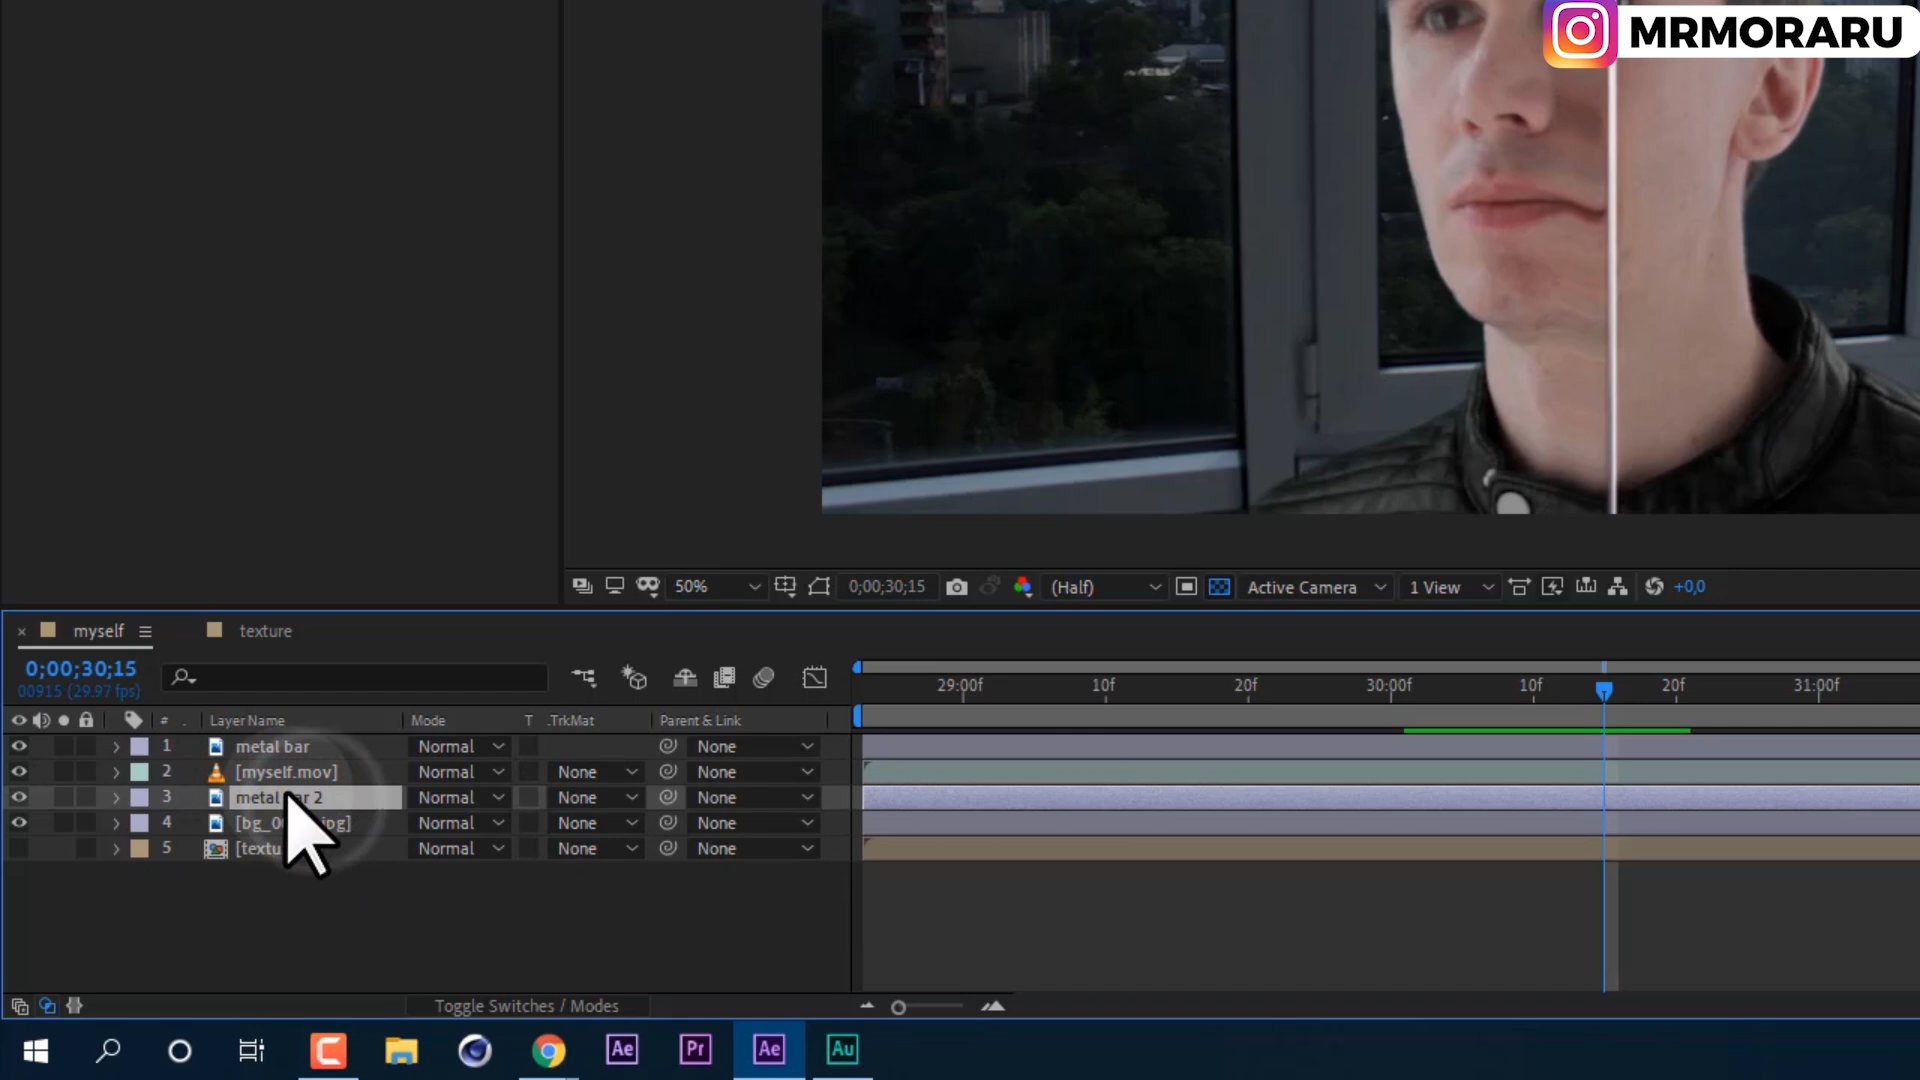 MRMORARU
50%
0;00;30;15
(Half)
Active Camera
1 View
+0,0
myself
texture
0;00;30;15
00915 (29.97 fps)
29:00f
10f
20f
30:00f
10f
20f
31:00f
#
Layer Name
Mode
T
.TrkMat
Parent & Link
1 metal bar Normal None
2 [myself.mov] Normal None None
3 metal bar 2 Normal None None
4 Normal None None
5 Normal None None
Toggle Switches / Modes
Ae
Pr
Ae
Au